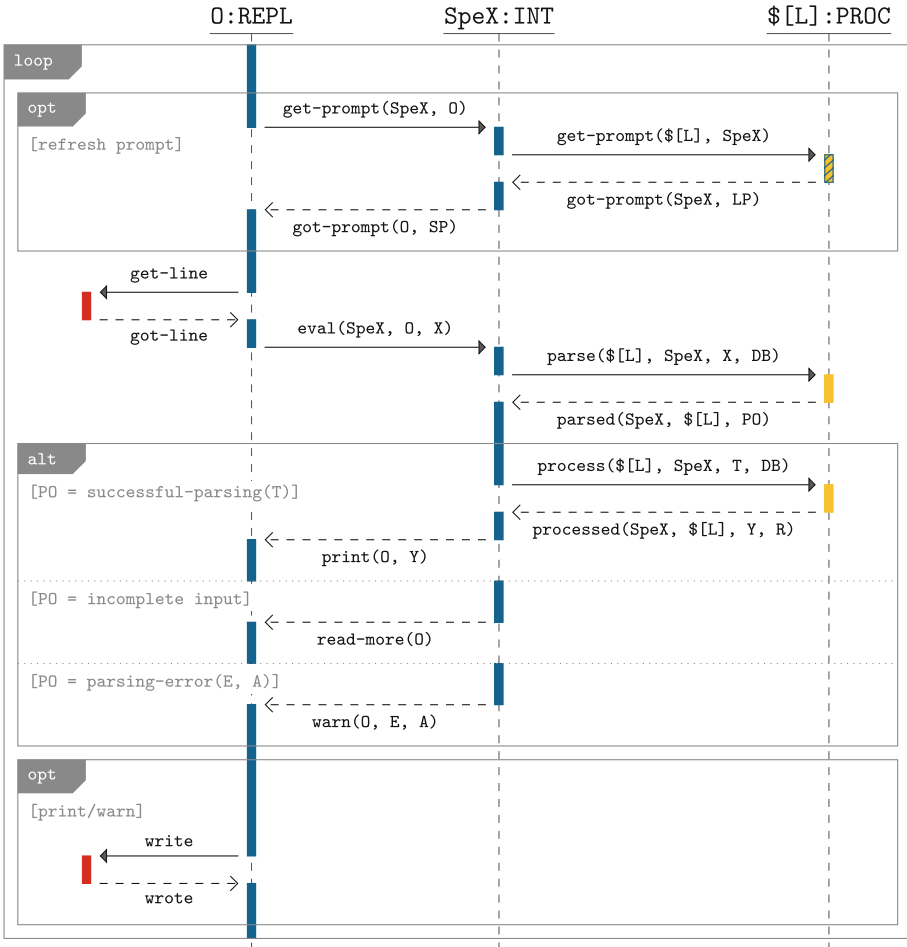 O:REPL
SpeX:INT
$[L]:PROC
loop
opt
[refresh prompt]
get-prompt(SpeX, O)
get-prompt($[L], SpeX)
got-prompt(SpeX, LP)
got-prompt(O, SP)
get-line
got-line
eval(SpeX, O, X)
parse($[L], SpeX, X, DB)
parsed(SpeX, $[L], PO)
alt
[PO = successful-parsing(T)]
process($[L], SpeX, T, DB)
processed(SpeX, $[L], Y, R)
print(O, Y)
[PO = incomplete input]
read-more(O)
[PO = parsing-error(E, A)]
warn(O, E, A)
opt
[print/warn]
write
wrote